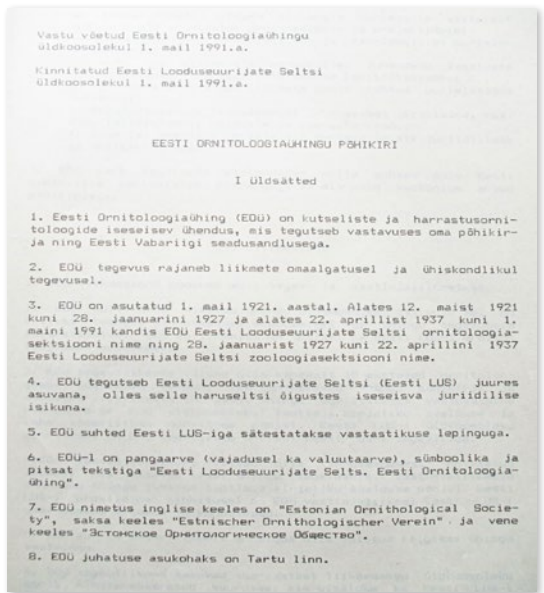 Vastu võetud Eesti Ornitoloogiaühingu
üldkoosolekul 1. mail 1991.a.
Kinnitatud Eesti Looduseuurijate Seltsi
üldkoosolekul 1. mail 1991.a.
EESTI ORNITOLOOGIAÜHINGU PÕHIKIRI
I Üldsätted
1. Eesti Ornitoloogiaühing (EOÜ) on kutseliste ja harrastusorni-
toloogide iseseisev ühendus, mis tegutseb vastavuses oma põhikir-
ja ning Eesti Vabariigi seadusandlusega.
2. EOÜ tegevus rajaneb liikmete omaalgatusel ja ühiskondlikul
tegevusel.
3. EOÜ on asutatud 1. mail 1921. aastal. Alates 12. maist 1921
kuni 28. jaanuarini 1927 ja alates 22. aprillist 1937 kuni 1.
maini 1991 kandis EOÜ Eesti Looduseuurijate Seltsi ornitoloogia-
sektsiooni nime ning 28. jaanuarist 1927 kuni 22. aprillini 1937
Eesti Looduseuurijate Seltsi zooloogiasektsiooni nime.
4. EOÜ tegutseb Eesti Looduseuurijate Seltsi (Eesti LUS) juures
asuvana, olles selle haruseltsi õigustes iseseisva juriidilise
isikuna.
5. EOÜ suhted Eesti LUS-iga sätestatakse vastastikuse lepinguga.
6. EOÜ-l on pangaarve (vajadusel ka valuutaarve), sümboolika ja
pitsat tekstiga "Eesti Looduseuurijate Selts. Eesti Ornitoloogia-
ühing".
7. EOÜ nimetus inglise keeles on "Estonian Ornithological Socie-
ty", saksa keeles "Estnischer Ornithologischer Verein" ja vene
keeles "Эстонское Орнитологическое Общество".
8. EOÜ juhatuse asukohaks on Tartu linn.